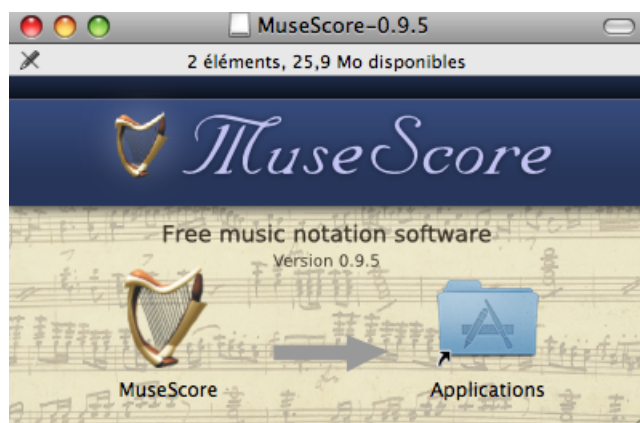 MuseScore-0.9.5
2 éléments, 25,9 Mo disponibles
MuseScore
Free music notation software
Version 0.9.5
MuseScore
Applications